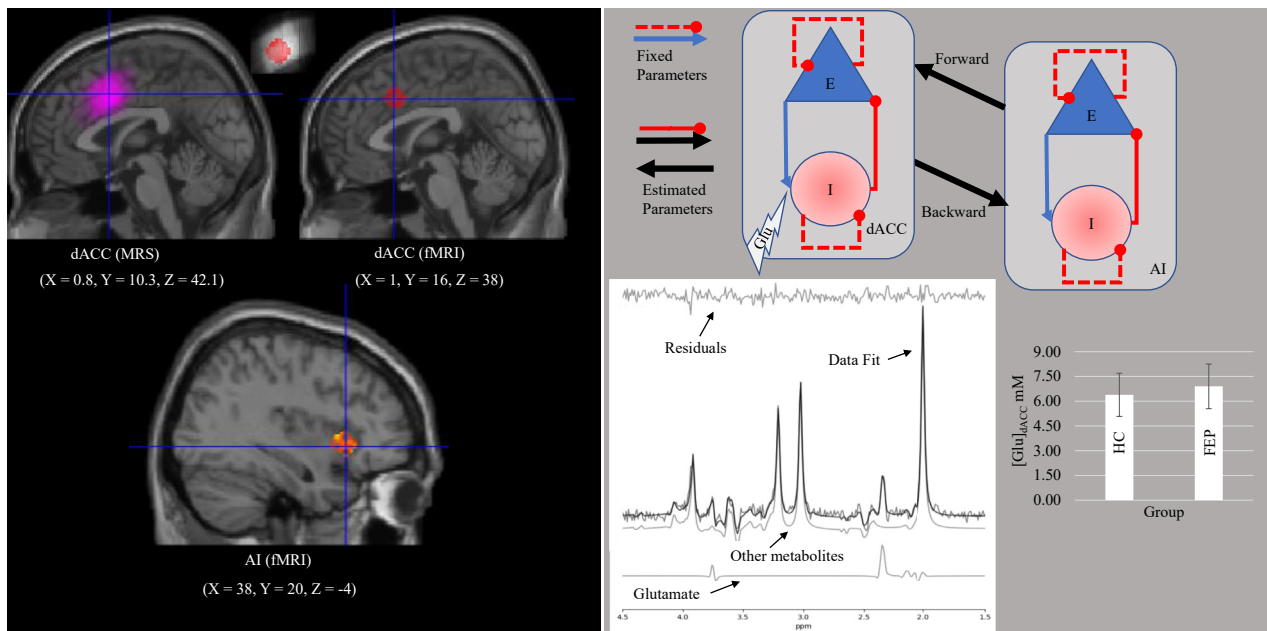 dACC (MRS)
(X = 0.8, Y = 10.3, Z = 42.1)
dACC (fMRI)
(X = 1, Y = 16, Z = 38)
AI (fMRI)
(X = 38, Y = 20, Z = -4)
Fixed
Parameters
Estimated
Parameters
E
I
Glu
dACC
Forward
Backward
E
I
AI
Residuals
Data Fit
Other metabolites
Glutamate
4.5 4.0 3.5 3.0 2.5 2.0 1.5
ppm
[Glu]dACC mM
9.00
7.50
6.00
4.50
3.00
1.50
0.00
HC
FEP
Group